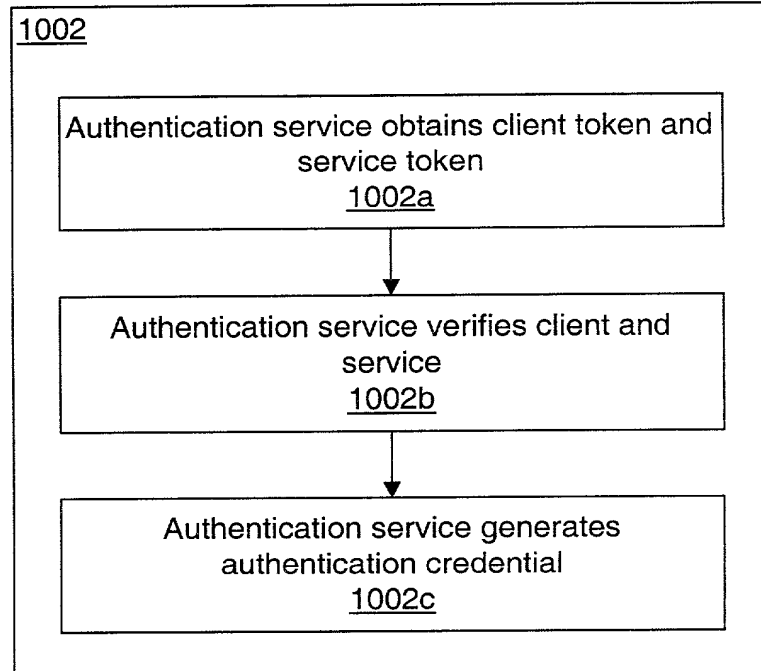 1002
Authentication service obtains client token and
service token
1002a
Authentication service verifies client and
service
1002b
Authentication service generates
authentication credential
1002c